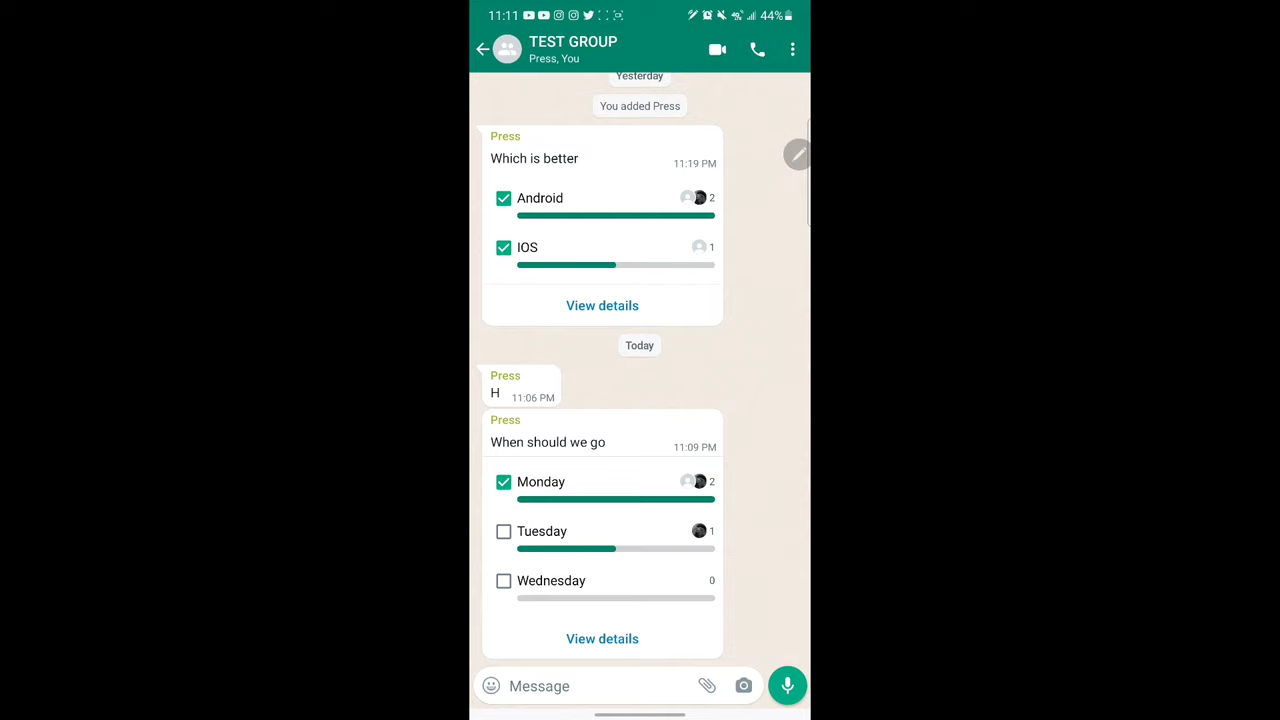 11:11 44%
TEST GROUP
Press, You
Yesterday
You added Press
Press
Which is better 11:19 PM
Android 2
IOS 1
View details
Today
Press
H 11:06 PM
Press
When should we go 11:09 PM
Monday 2
Tuesday 1
Wednesday 0
View details
Message